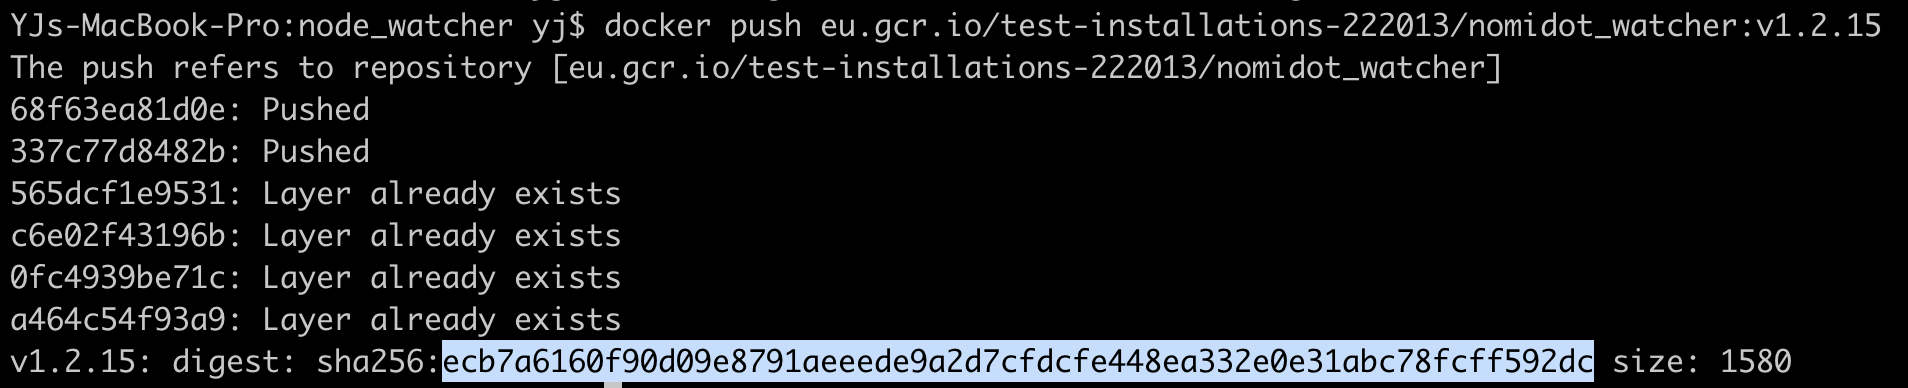 YJs-MacBook-Pro:node_watcher yj$ docker push eu.gcr.io/test-installations-222013/nomidot_watcher:v1.2.15
The push refers to repository [eu.gcr.io/test-installations-222013/nomidot_watcher]
68f63ea81d0e: Pushed
337c77d8482b: Pushed
565dcf1e9531: Layer already exists
c6e02f43196b: Layer already exists
0fc4939be71c: Layer already exists
a464c54f93a9: Layer already exists
v1.2.15: digest: sha256:ecb7a6160f90d09e8791aeeede9a2d7cfdcfe448ea332e0e31abc78fcff592dc size: 1580